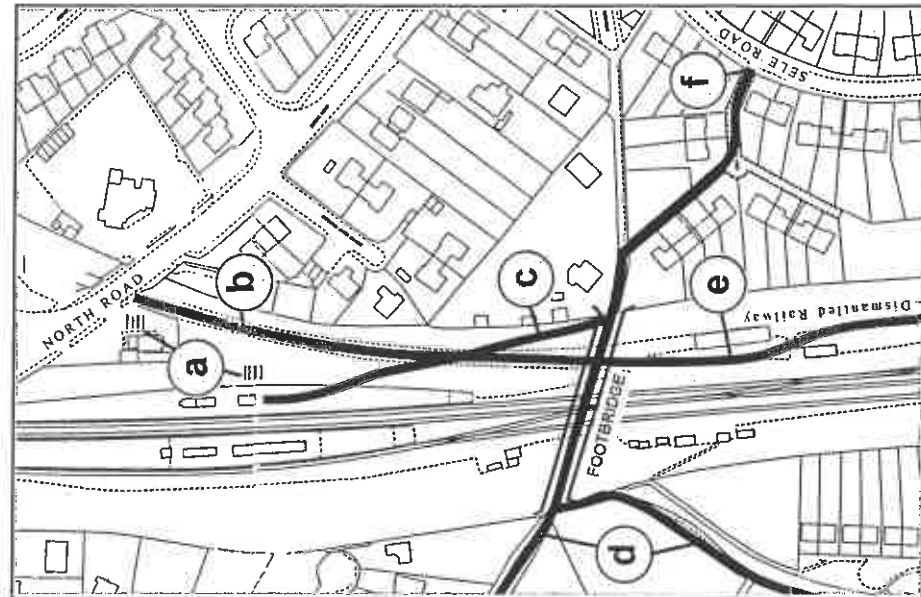 NORTH ROAD
SELE ROAD
a
b
c
d
e
f
FOOTBRIDGE
Dismantled Railway